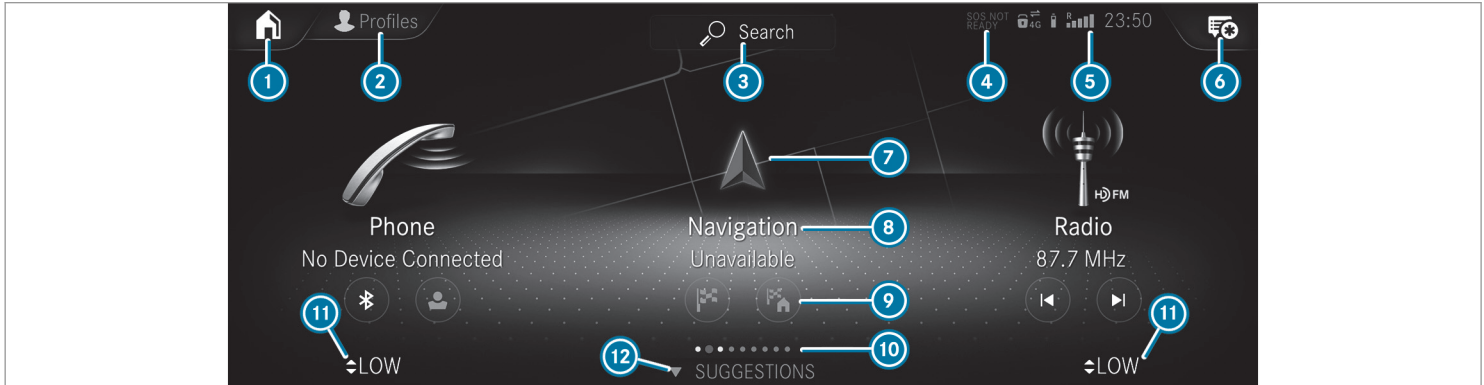 Profiles
Search
SOS NOT
READY
4G
R
23:50
1
2
3
4
5
6
7
HD FM
Phone
Navigation
8
Radio
No Device Connected
Unavailable
87.7 MHz
9
11
11
10
12
LOW
SUGGESTIONS
LOW